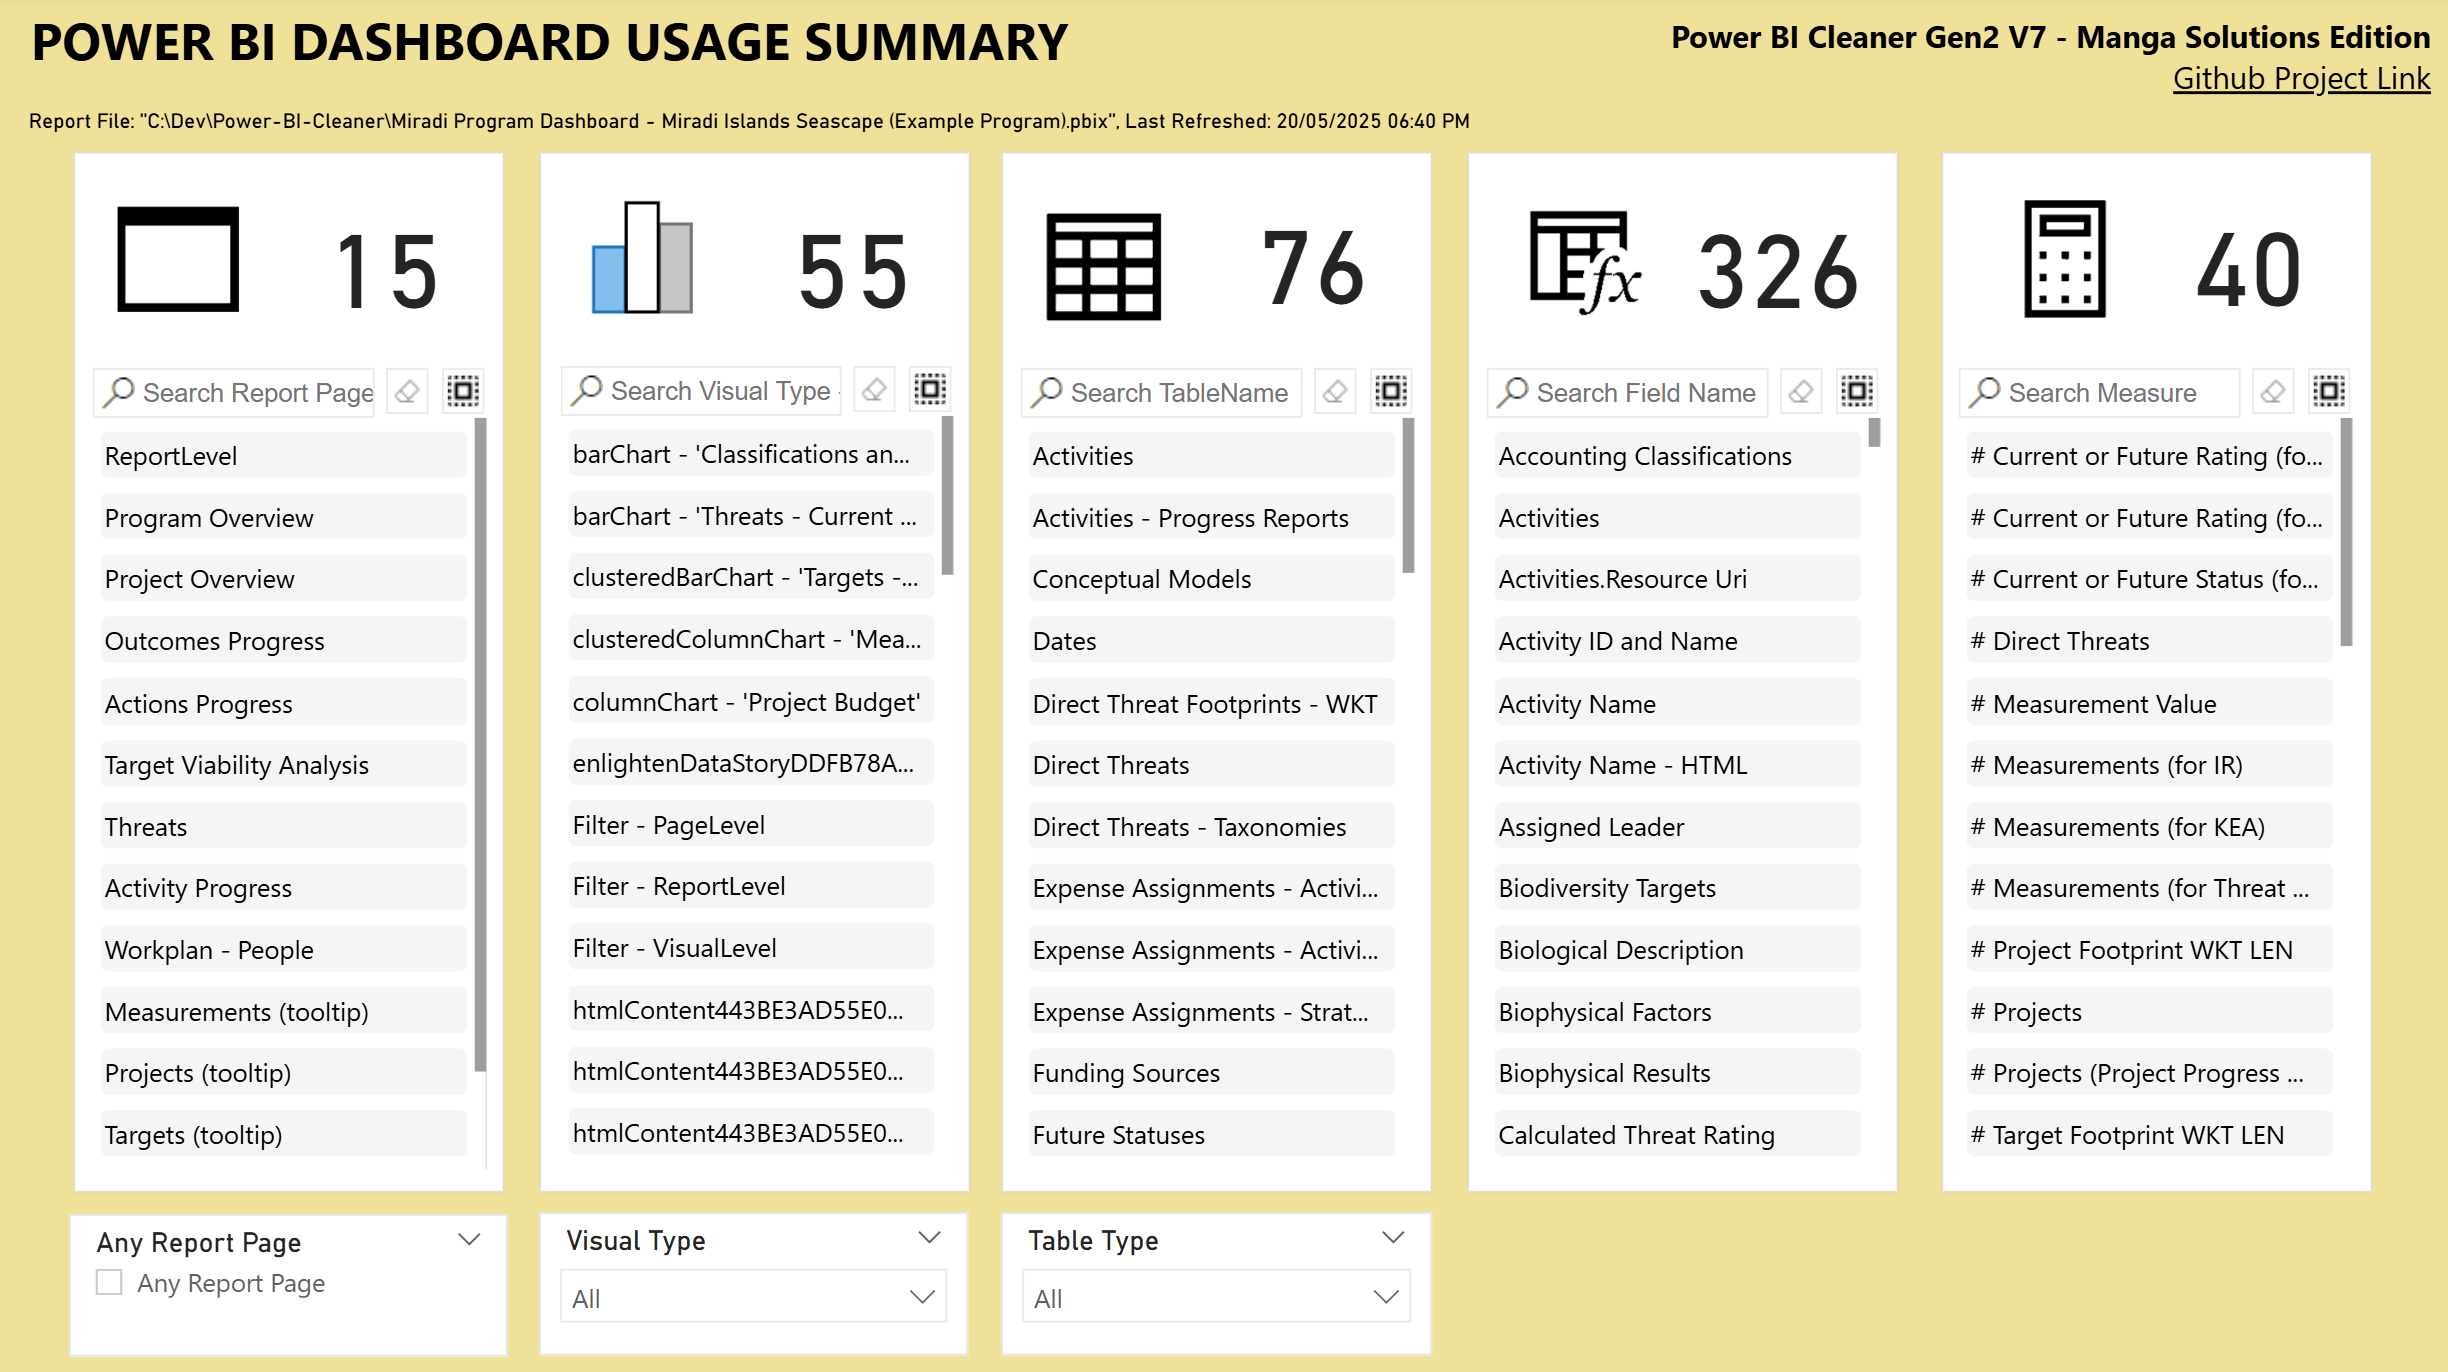 POWER BI DASHBOARD USAGE SUMMARY
Power BI Cleaner Gen2 V7 - Manga Solutions Edition
Github Project Link
Report File: "C:\Dev\Power-BI-Cleaner\Miradi Program Dashboard - Miradi Islands Seascape (Example Program).pbix", Last Refreshed: 20/05/2025 06:40 PM
15
Search Report Page
ReportLevel
Program Overview
Project Overview
Outcomes Progress
Actions Progress
Target Viability Analysis
Threats
Activity Progress
Workplan - People
Measurements (tooltip)
Projects (tooltip)
Targets (tooltip)
55
Search Visual Type -
barChart - 'Classifications an...
barChart - 'Threats - Current ...
clusteredBarChart - 'Targets -...
clusteredColumnChart - 'Mea...
columnChart - 'Project Budget'
enlightenDataStoryDDFB78A...
Filter - PageLevel
Filter - ReportLevel
Filter - VisualLevel
htmlContent443BE3AD55E0...
htmlContent443BE3AD55E0...
htmlContent443BE3AD55E0...
76
Search TableName
Activities
Activities - Progress Reports
Conceptual Models
Dates
Direct Threat Footprints - WKT
Direct Threats
Direct Threats - Taxonomies
Expense Assignments - Activi...
Expense Assignments - Activi...
Expense Assignments - Strat...
Funding Sources
Future Statuses
fx
326
Search Field Name
Accounting Classifications
Activities
Activities.Resource Uri
Activity ID and Name
Activity Name
Activity Name - HTML
Assigned Leader
Biodiversity Targets
Biological Description
Biophysical Factors
Biophysical Results
Calculated Threat Rating
40
Search Measure
# Current or Future Rating (fo...
# Current or Future Rating (fo...
# Current or Future Status (fo...
# Direct Threats
# Measurement Value
# Measurements (for IR)
# Measurements (for KEA)
# Measurements (for Threat ...
# Project Footprint WKT LEN
# Projects
# Projects (Project Progress ...
# Target Footprint WKT LEN
Any Report Page
Any Report Page
Visual Type
All
Table Type
All